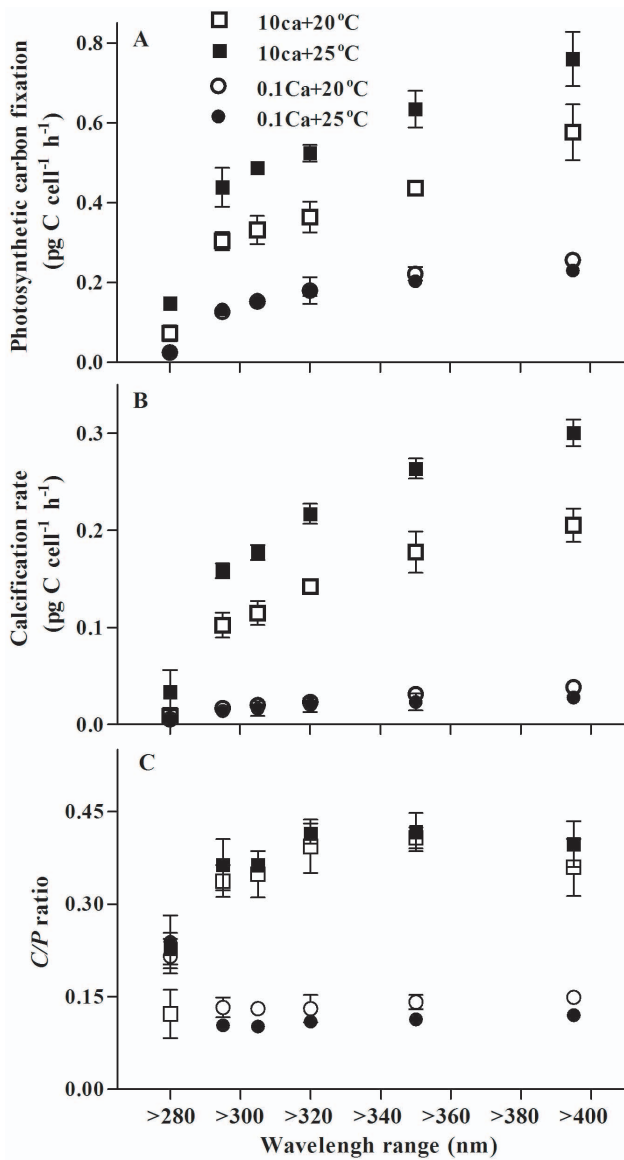 A
10ca+20°C
10ca+25°C
0.1Ca+20°C
0.1Ca+25°C
Photosynthetic carbon fixation
(pg C cell⁻¹ h⁻¹)
0.8
0.6
0.4
0.2
0.0
B
Calcification rate
(pg C cell⁻¹ h⁻¹)
0.3
0.2
0.1
0.0
C
C/P ratio
0.45
0.30
0.15
0.00
>280 >300 >320 >340 >360 >380 >400
Wavelengh range (nm)